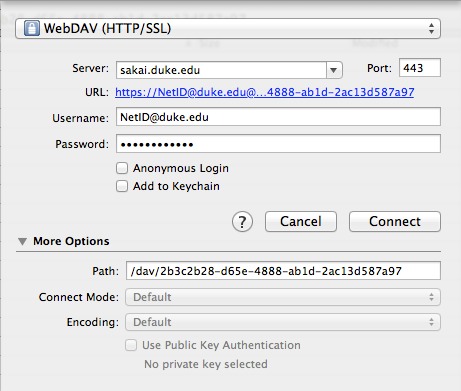 WebDAV (HTTP/SSL)
Server: sakai.duke.edu Port: 443
URL: https://NetID@duke.edu@...4888-ab1d-2ac13d587a97
Username: NetID@duke.edu
Password: ••••••••••••
Anonymous Login
Add to Keychain
? Cancel Connect
More Options
Path: /dav/2b3c2b28-d65e-4888-ab1d-2ac13d587a97
Connect Mode: Default
Encoding: Default
Use Public Key Authentication
No private key selected